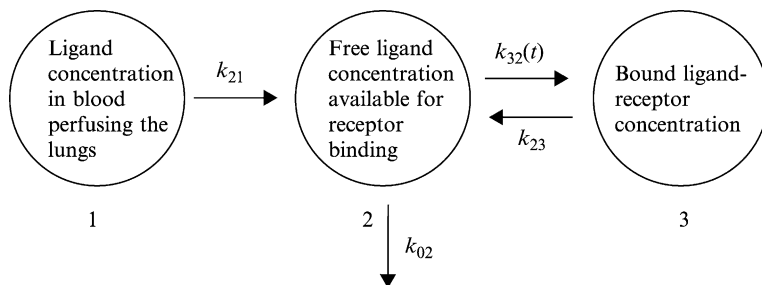 Ligand
concentration
in blood
perfusing the
lungs
k21
Free ligand
concentration
available for
receptor
binding
k32(t)
k23
Bound ligand-
receptor
concentration
1
2
3
k02